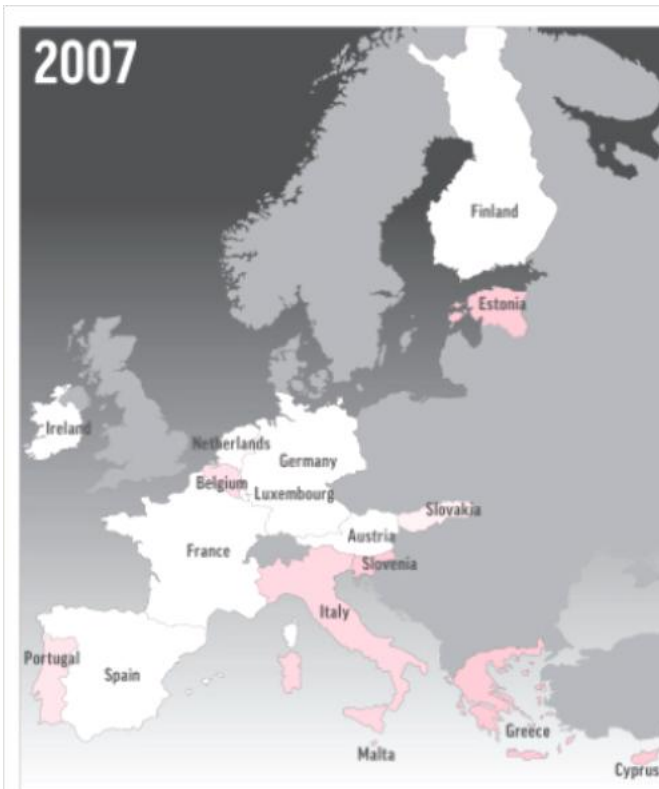 2007
Finland
Estonia
Ireland
Netherlands
Germany
Belgium
Luxembourg
Slovakia
Austria
France
Slovenia
Italy
Portugal
Spain
Greece
Malta
Cyprus